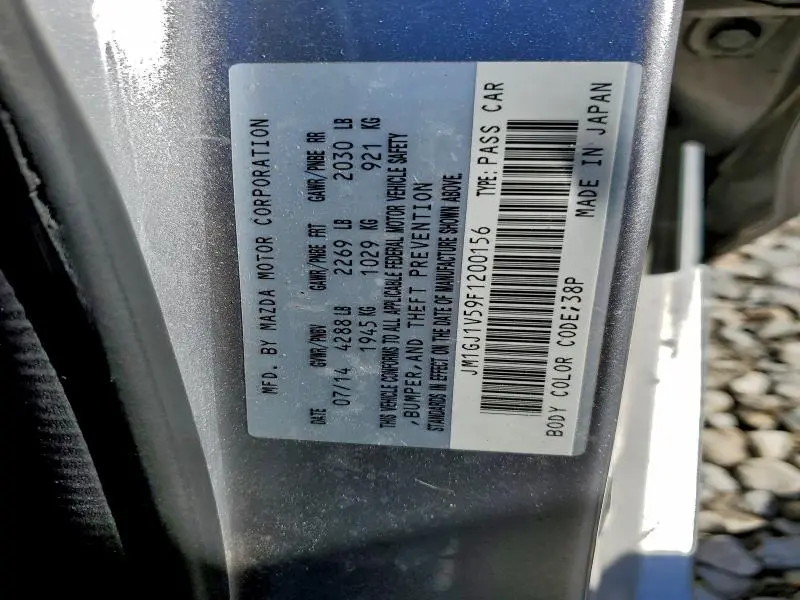 MFD. BY MAZDA MOTOR CORPORATION
DATE GVWR/PNBV GAWR/PNBE FRT GAWR/PNBE RR
07/14 4288 LB 2269 LB 2030 LB
1945 KG 1029 KG 921 KG
THIS VEHICLE CONFORMS TO ALL APPLICABLE FEDERAL MOTOR VEHICLE SAFETY
,BUMPER,AND THEFT PREVENTION
STANDARDS IN EFFECT ON THE DATE OF MANUFACTURE SHOWN ABOVE.
JM1GJ1V59F1200156 TYPE: PASS CAR
BODY COLOR CODE:38P MADE IN JAPAN